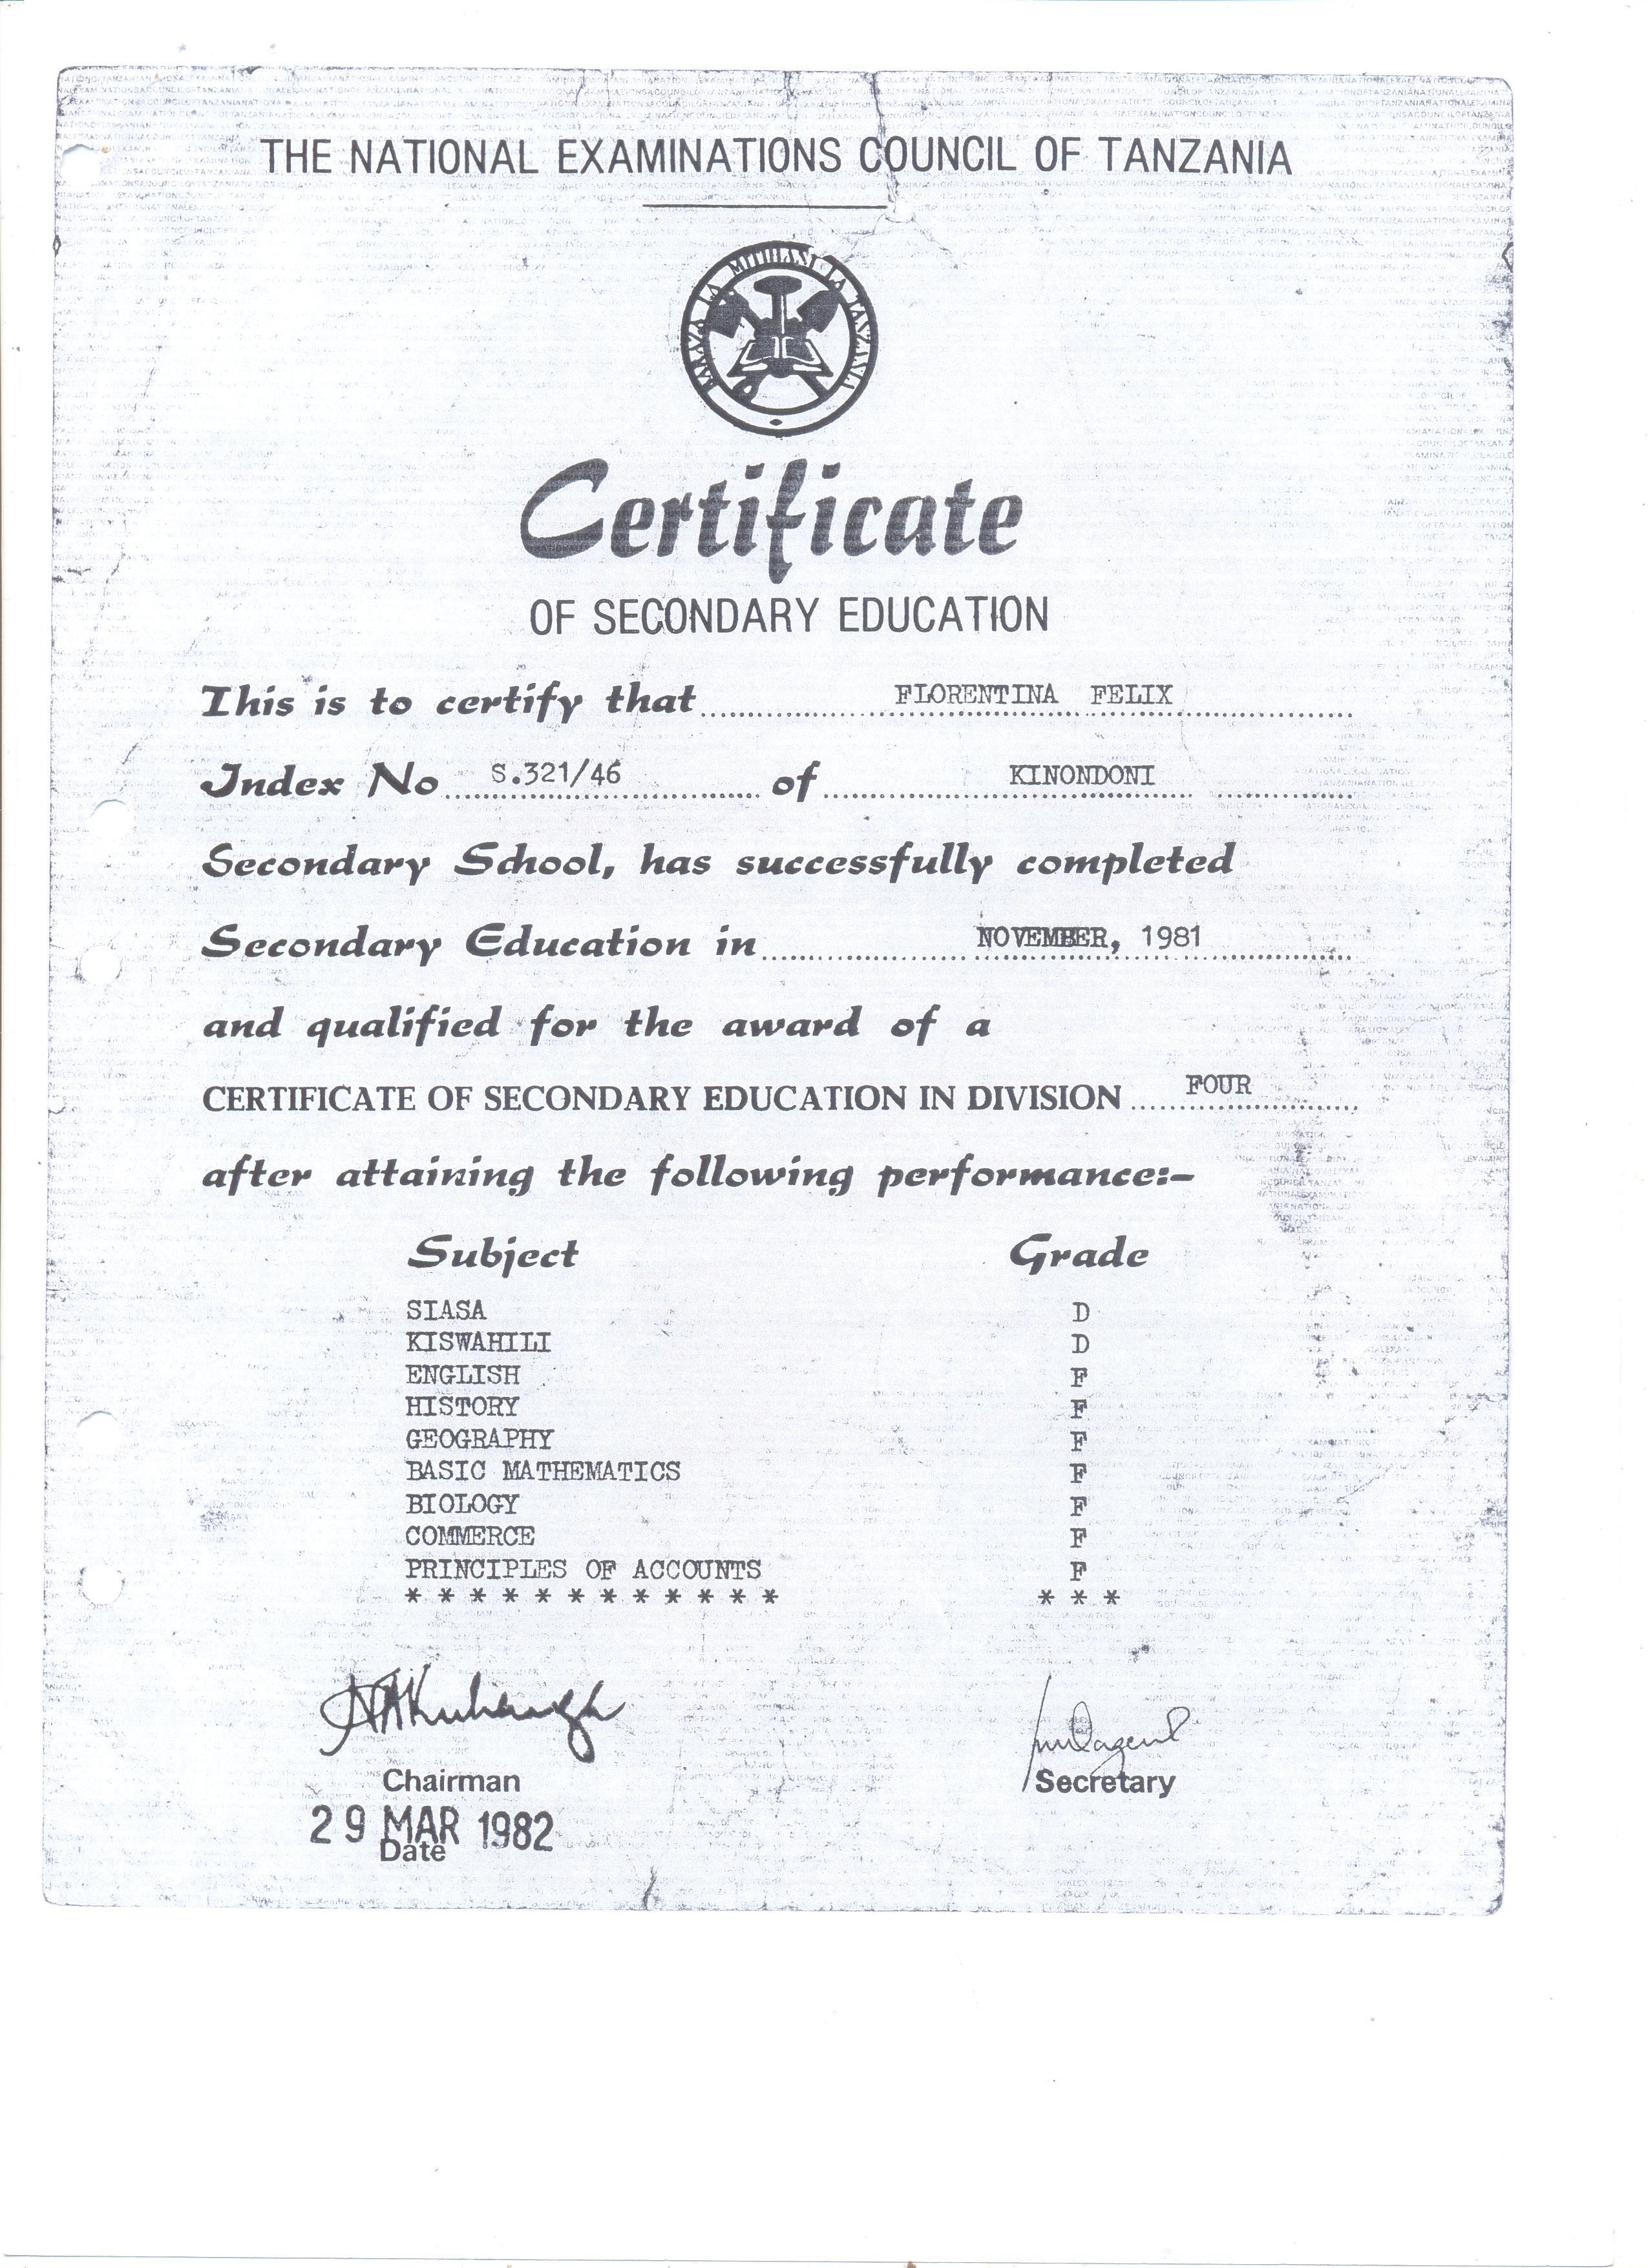 THE NATIONAL EXAMINATIONS COUNCIL OF TANZANIA
BARAZA LA MITIHANI LA TANZANIA
Certificate
OF SECONDARY EDUCATION
This is to certify that FLORENTINA FELIX
Index No S.321/46 of KINONDONI
Secondary School, has successfully completed
Secondary Education in NOVEMBER, 1981
and qualified for the award of a
CERTIFICATE OF SECONDARY EDUCATION IN DIVISION FOUR
after attaining the following performance:-
Subject Grade
SIASA D
KISWAHILI D
ENGLISH F
HISTORY F
GEOGRAPHY F
BASIC MATHEMATICS F
BIOLOGY F
COMMERCE F
PRINCIPLES OF ACCOUNTS F
* * * * * * * * * * * * * * *
Chairman Secretary
29 MAR 1982
Date